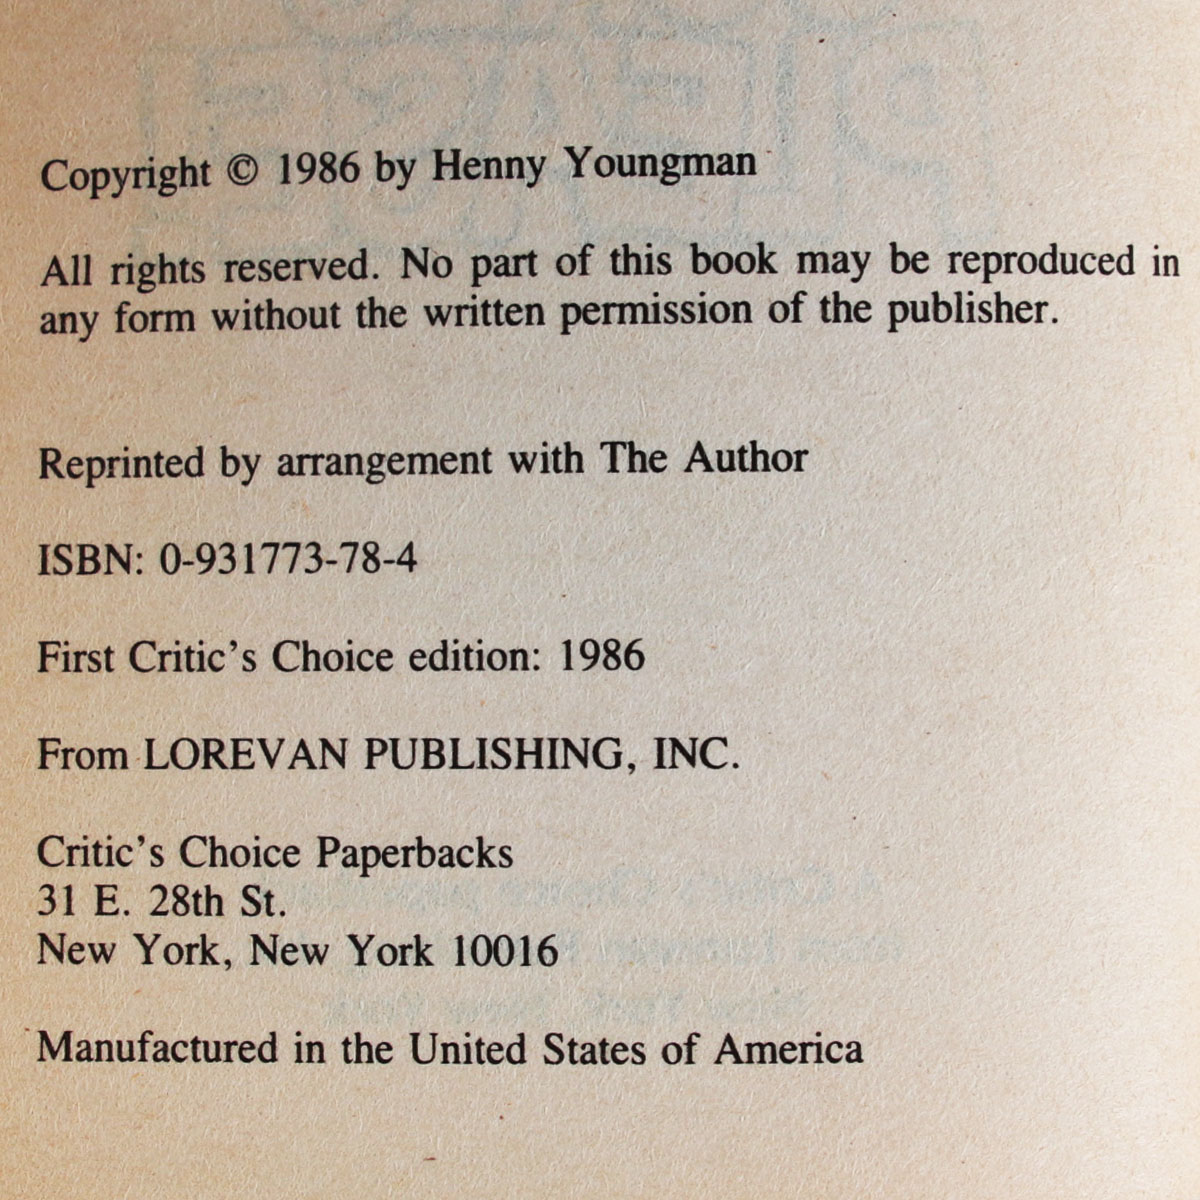 Copyright © 1986 by Henny Youngman
All rights reserved. No part of this book may be reproduced in
any form without the written permission of the publisher.
Reprinted by arrangement with The Author
ISBN: 0-931773-78-4
First Critic's Choice edition: 1986
From LOREVAN PUBLISHING, INC.
Critic's Choice Paperbacks
31 E. 28th St.
New York, New York 10016
Manufactured in the United States of America